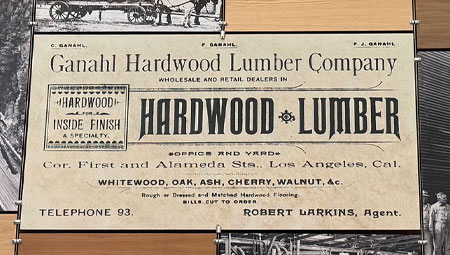 C. GANAHL. F. GANAHL. F. J. GANAHL
Ganahl Hardwood Lumber Company
WHOLESALE AND RETAIL DEALERS IN
HARDWOOD
FOR
INSIDE FINISH
A SPECIALTY.
HARDWOOD LUMBER
OFFICE AND YARD
Cor. First and Alameda Sts., Los Angeles, Cal.
WHITEWOOD, OAK, ASH, CHERRY, WALNUT, &c.
Rough or Dressed and Matched Hardwood Flooring.
BILLS CUT TO ORDER.
TELEPHONE 93. ROBERT LARKINS, Agent.